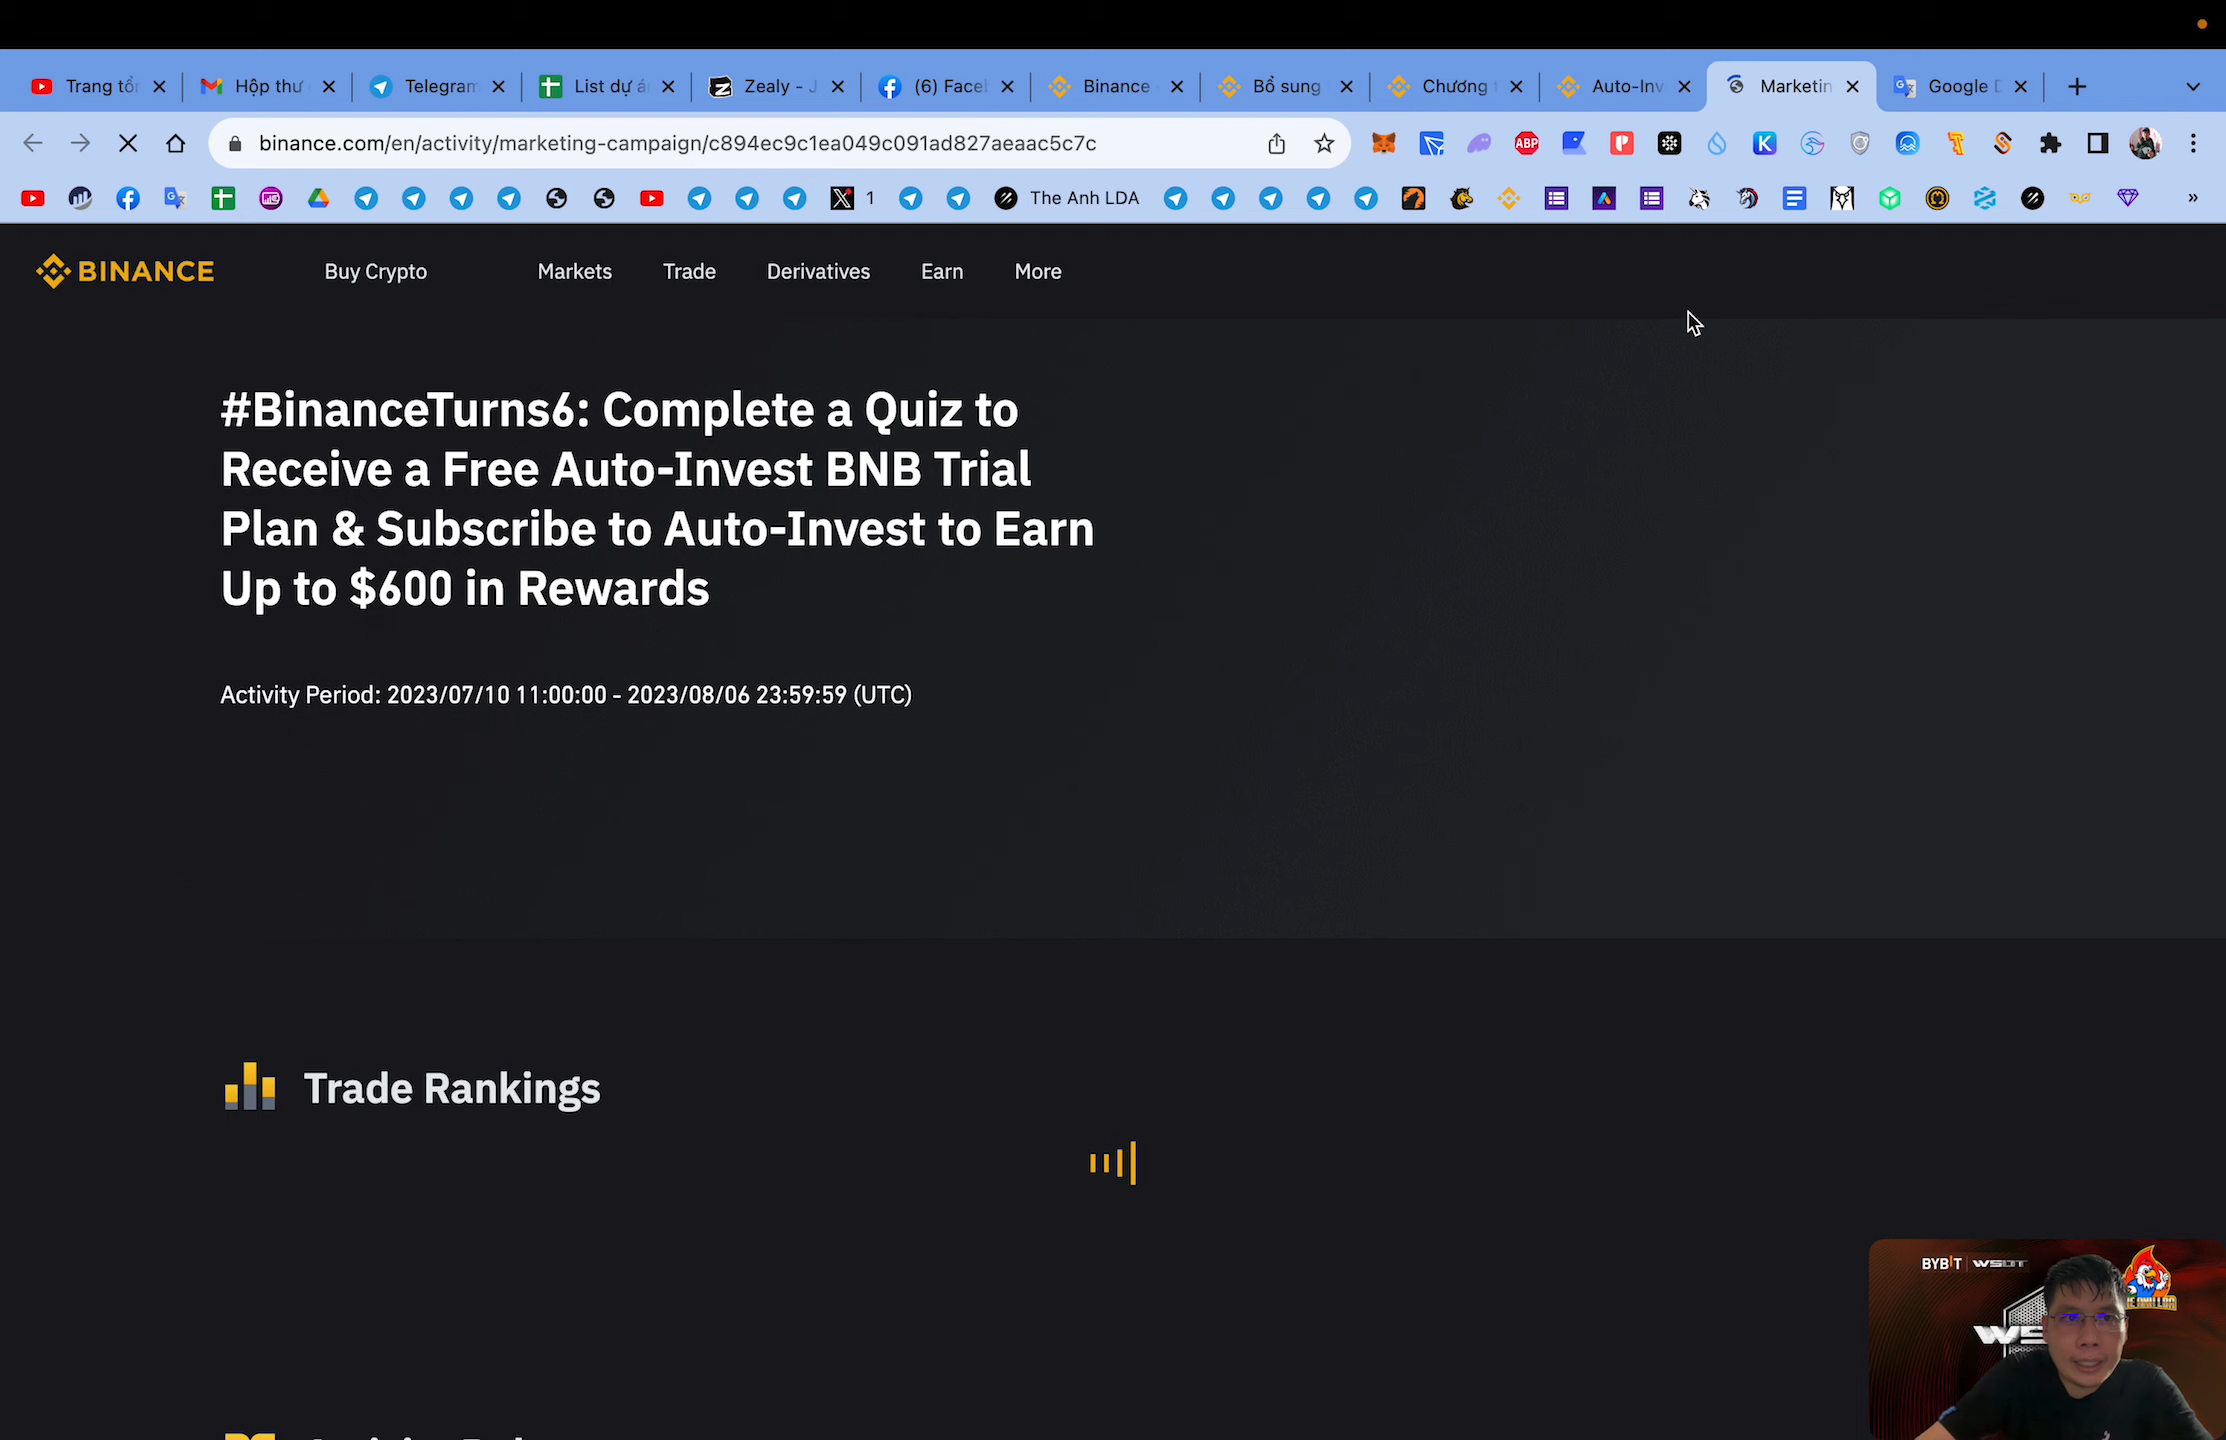 Trang tổ
Hộp thư
Telegram
List dự á
Zealy - J
(6) Face
Binance
Bổ sung
Chương t
Auto-Inv
Marketin
Google D
binance.com/en/activity/marketing-campaign/c894ec9c1ea049c091ad827aeaac5c7c
ABP
1
The Anh LDA
BINANCE
Buy Crypto
Markets
Trade
Derivatives
Earn
More
#BinanceTurns6: Complete a Quiz to
Receive a Free Auto-Invest BNB Trial
Plan & Subscribe to Auto-Invest to Earn
Up to $600 in Rewards
Activity Period: 2023/07/10 11:00:00 - 2023/08/06 23:59:59 (UTC)
Trade Rankings
BYBIT | WSOT
WS